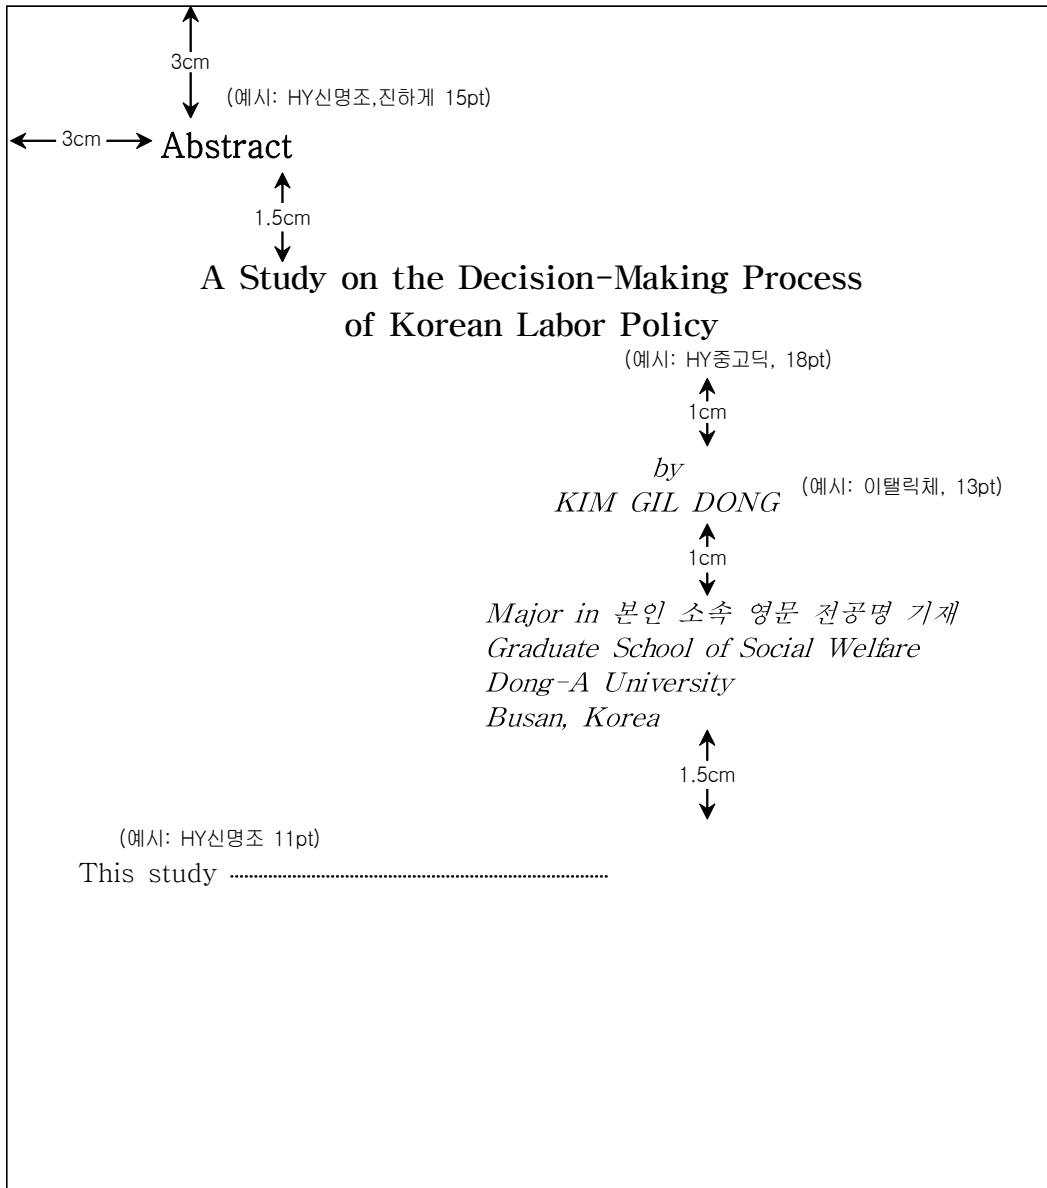 3cm
(예시: HY신명조,진하게 15pt)
3cm
Abstract
1.5cm
A Study on the Decision-Making Process
of Korean Labor Policy
(예시: HY중고딕, 18pt)
1cm
by
KIM GIL DONG
(예시: 이탤릭체, 13pt)
1cm
Major in 본인 소속 영문 전공명 기재
Graduate School of Social Welfare
Dong-A University
Busan, Korea
1.5cm
(예시: HY신명조 11pt)
This study ........................................................................